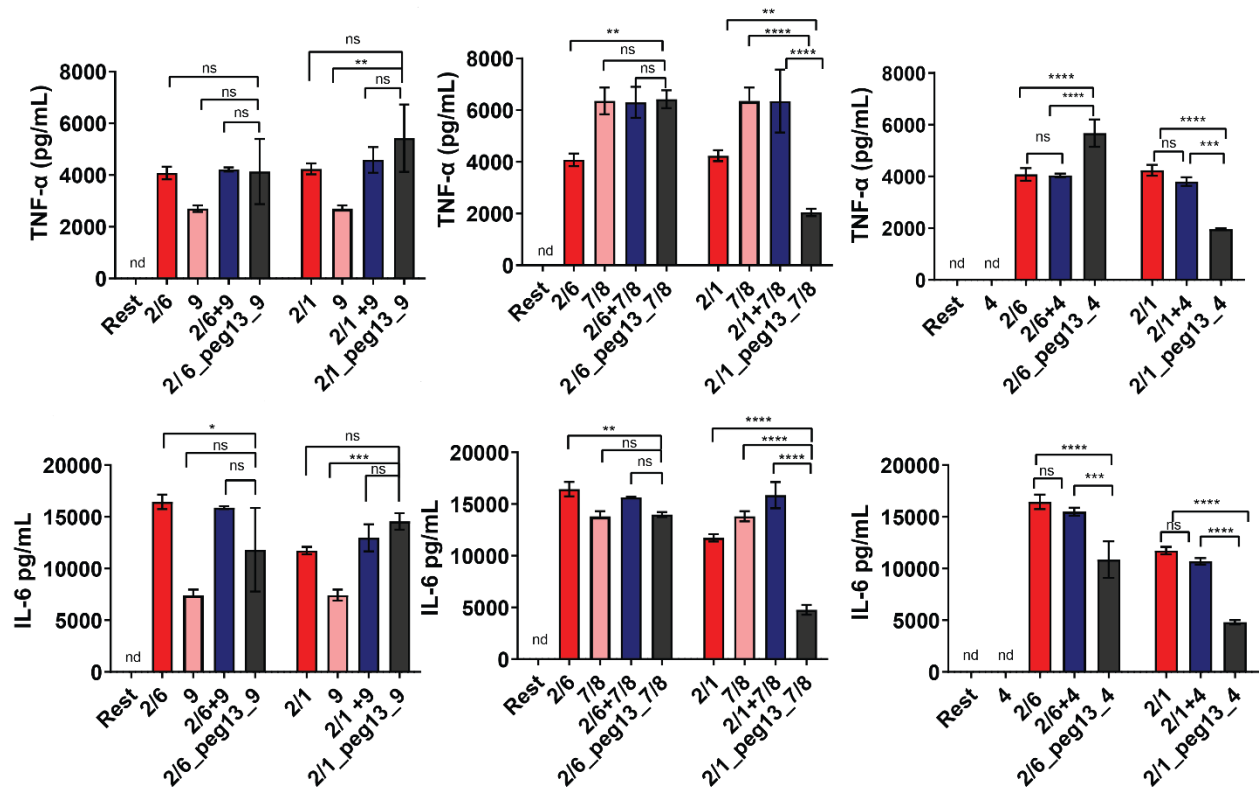 ns
ns
ns
ns
ns
**
ns
8000
6000
4000
2000
0
TNF-α (pg/mL)
nd
Rest
2/6
9
2/6+9
2/ 6_peg13_9
2/1
9
2/1 +9
2/1_peg13_9
**
ns
ns
**
****
****
8000
6000
4000
2000
0
TNF-α (pg/mL)
nd
Rest
2/6
7/8
2/6+7/8
2/6_peg13_7/8
2/1
7/8
2/1+7/8
2/1_peg13_7/8
****
****
ns
****
ns
***
8000
6000
4000
2000
0
TNF-α (pg/mL)
nd
nd
Rest
4
2/6
2/6+4
2/6_peg13_4
2/1
2/1+4
2/1_peg13_4
*
ns
ns
ns
***
ns
20000
15000
10000
5000
0
IL-6 pg/mL
nd
Rest
2/6
9
2/6+9
2/6_peg13_9
2/1
9
2/1 +9
2/1_peg13_9
**
ns
ns
****
****
****
20000
15000
10000
5000
0
IL-6 pg/mL
nd
Rest
2/6
7/8
2/6+7/8
2/6_peg13_7/8
2/1
7/8
2/1+7/8
2/1_peg13_7/8
****
ns
***
****
ns
****
20000
15000
10000
5000
0
IL-6 pg/mL
nd
nd
Rest
4
2/6
2/6+4
2/6_peg13_4
2/1
2/1+4
2/1_peg13_4